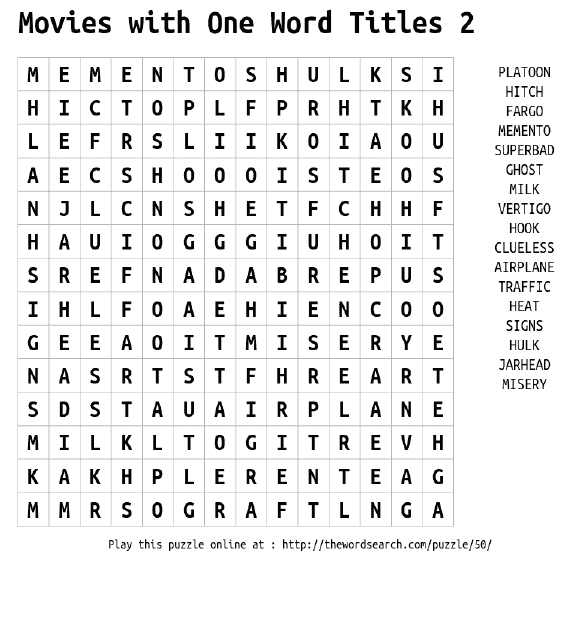 Movies with One Word Titles 2
M E M E N T O S H U L K S I
H I C T O P L F P R H T K H
L E F R S L I I K O I A O U
A E C S H O O O I S T E O S
N J L C N S H E T F C H H F
H A U I O G G G I U H O I T
S R E F N A D A B R E P U S
I H L F O A E H I E N C O O
G E E A O I T M I S E R Y E
N A S R T S T F H R E A R T
S D S T A U A I R P L A N E
M I L K L T O G I T R E V H
K A K H P L E R E N T E A G
M M R S O G R A F T L N G A
PLATOON
HITCH
FARGO
MEMENTO
SUPERBAD
GHOST
MILK
VERTIGO
HOOK
CLUELESS
AIRPLANE
TRAFFIC
HEAT
SIGNS
HULK
JARHEAD
MISERY
Play this puzzle online at : http://thewordsearch.com/puzzle/50/